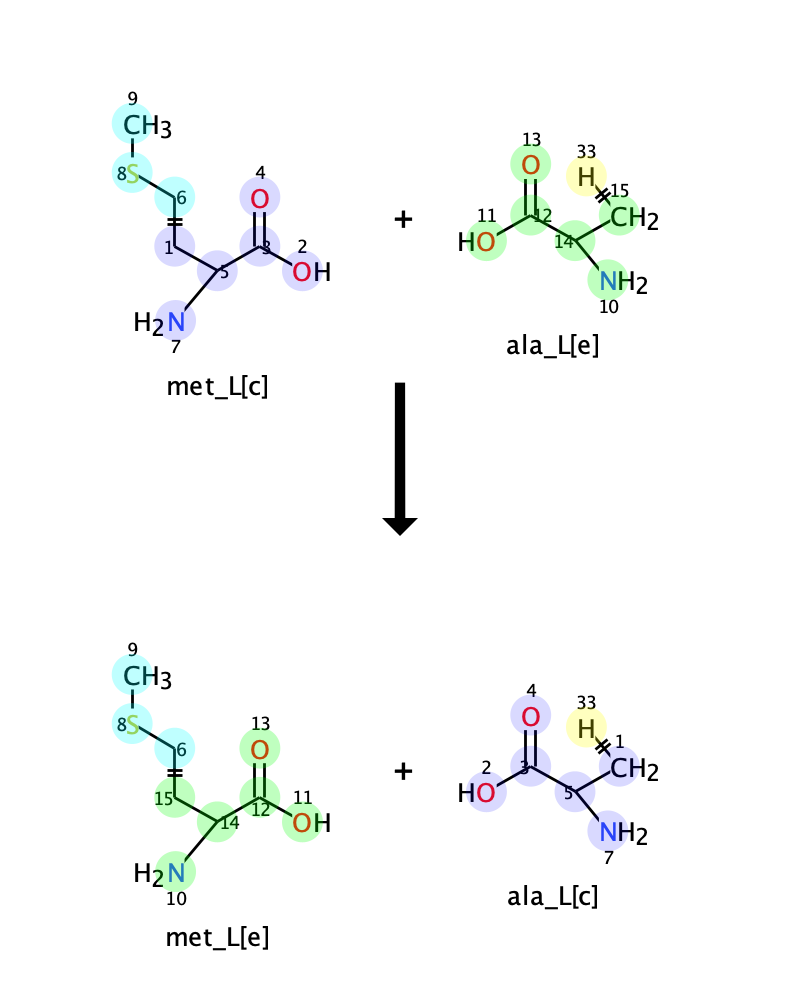 9
CH3
8S
6
4
O
1
5
3
2
OH
H2N
7
met_L[c]
+
13
O
33
H
15
CH2
11
HO
12
14
NH2
10
ala_L[e]
9
CH3
8S
6
13
O
15
14
12
11
OH
H2N
10
met_L[e]
+
4
O
33
H
1
CH2
2
HO
3
5
NH2
7
ala_L[c]